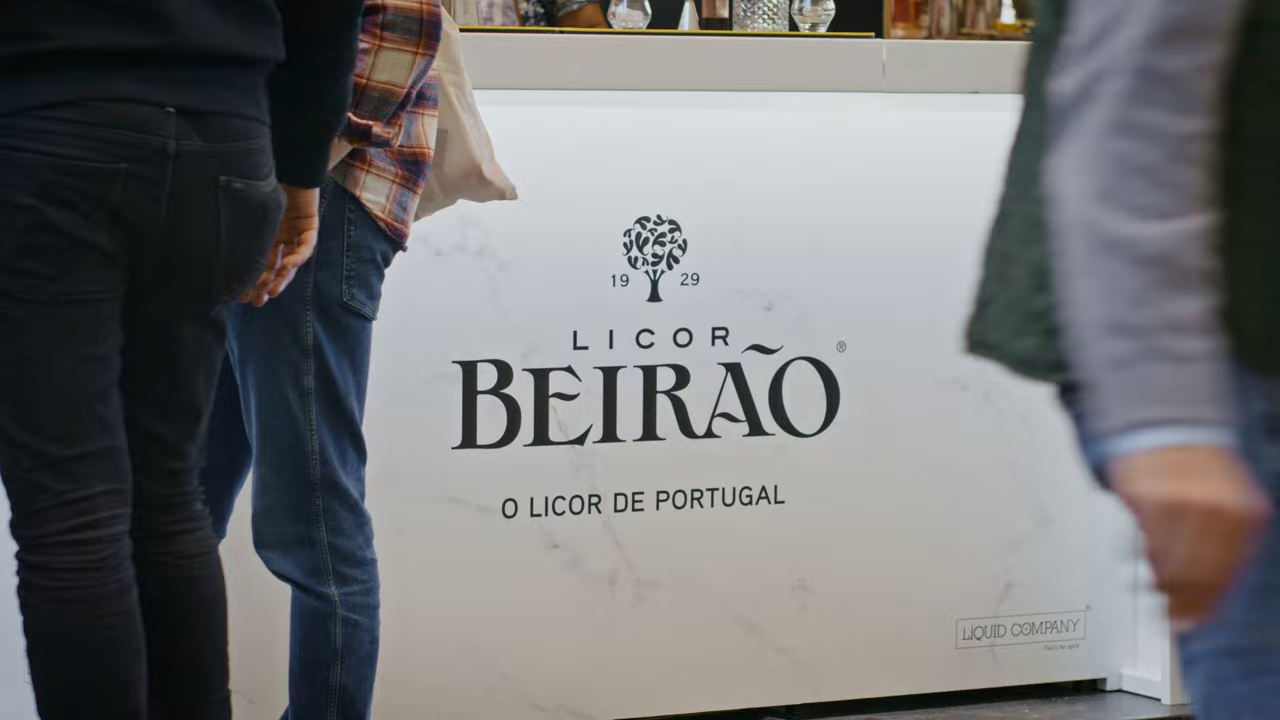 19 29
LICOR
BEIRÃO®
O LICOR DE PORTUGAL
LIQUID COMPANY